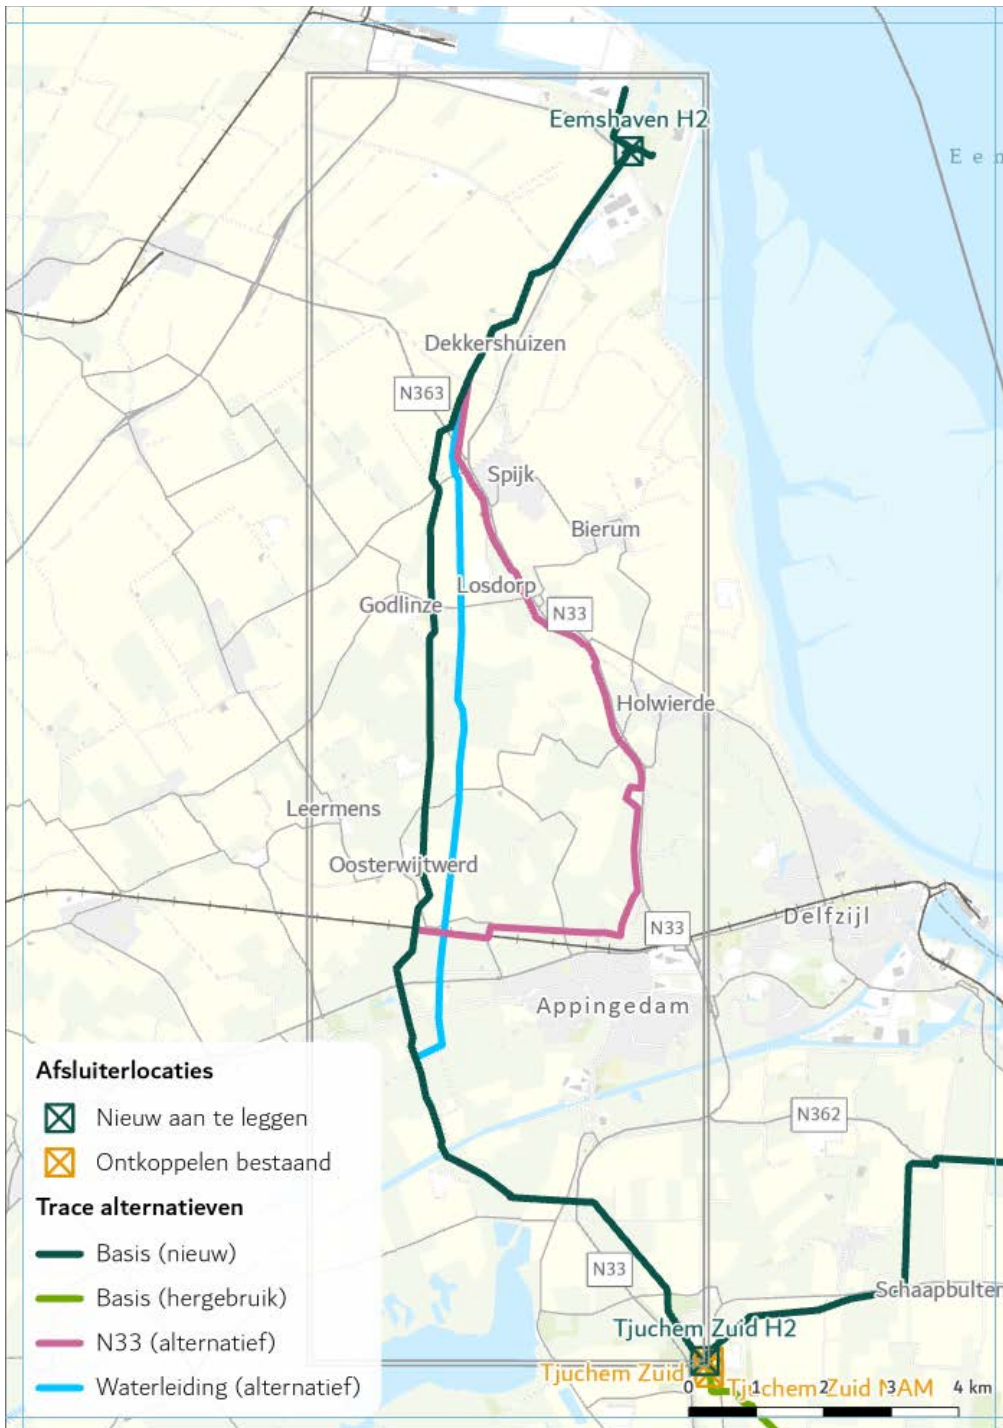 Eemshaven H2
Een
Dekkershuizen
N363
Spijk
Bierum
Losdorp
Godlinze
N33
Holwierde
Leermens
Oosterwijtwerd
N33
Delfzijl
Appingedam
Afsluiterlocaties
Nieuw aan te leggen
Ontkoppelen bestaand
N362
Trace alternatieven
Basis (nieuw)
N33
Basis (hergebruik)
Schaapbulten
N33 (alternatief)
Tjuchem Zuid H2
Tjuchem Zuid
Tjuchem Zuid NAM
Waterleiding (alternatief)
0 1 2 3 4 km